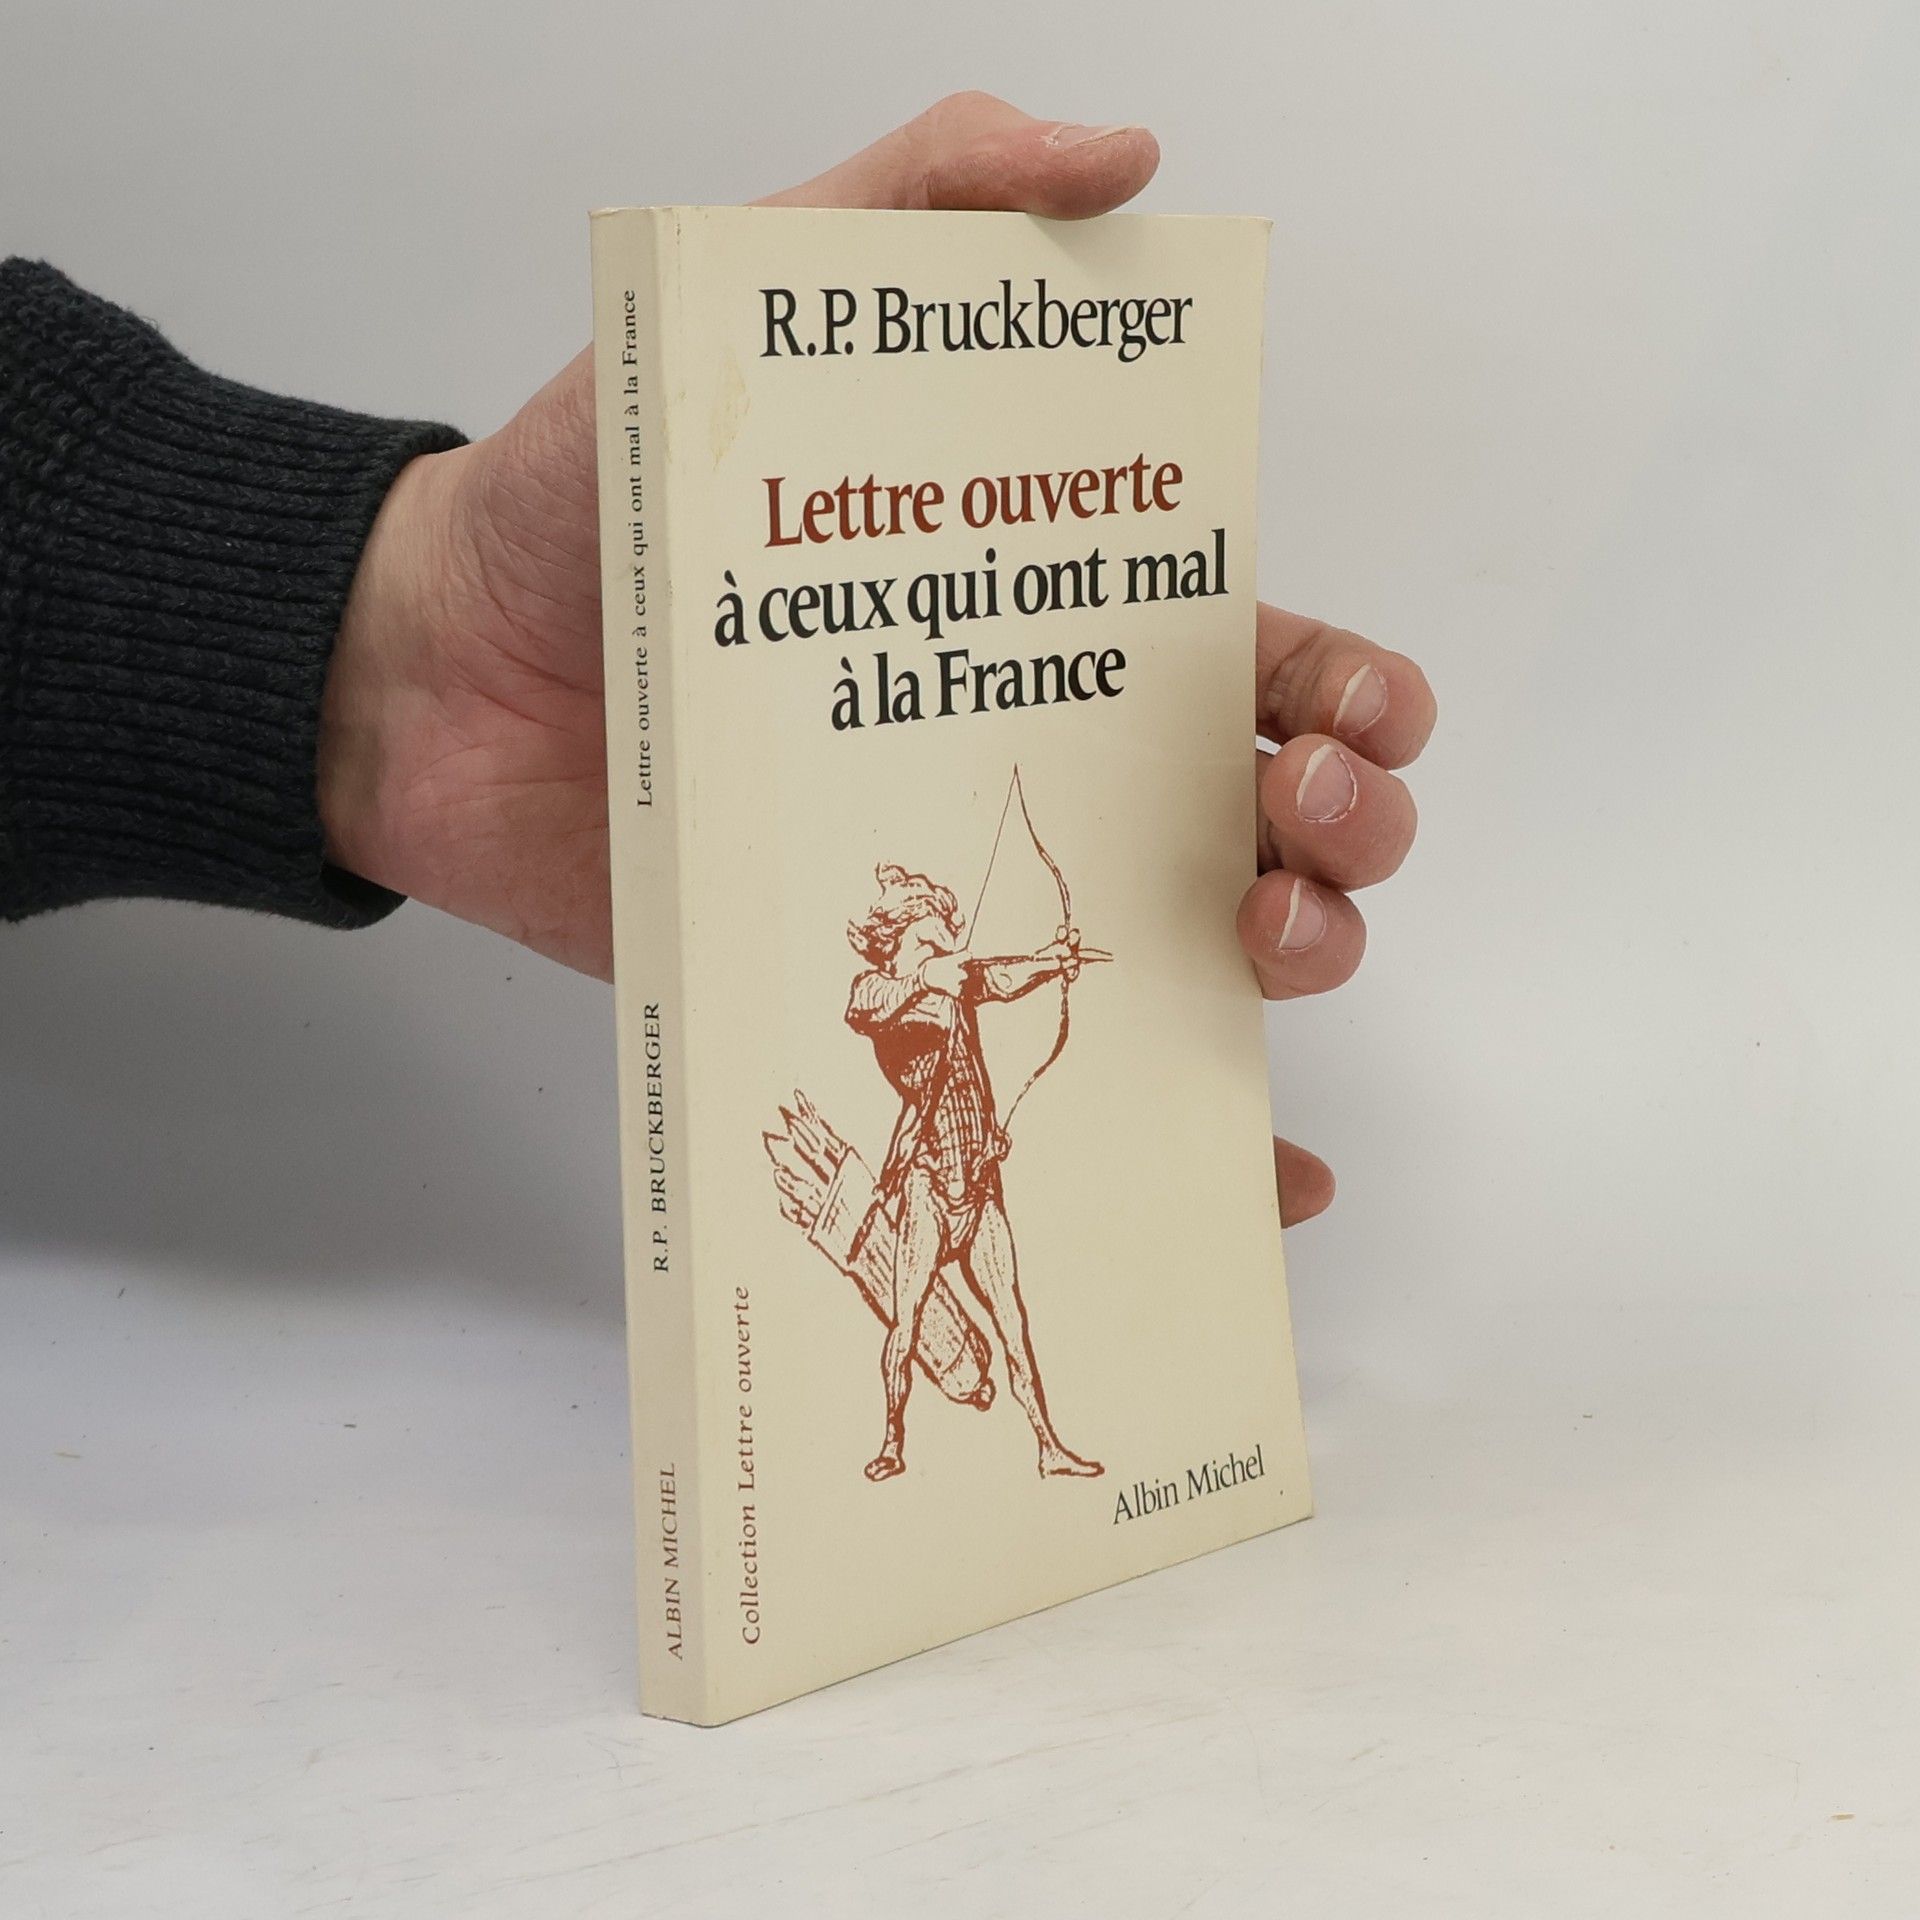 R.P. Bruckberger
Lettre ouverte
à ceux qui ont mal
à la France
Albin Michel
Collection Lettre ouverte
Lettre ouverte à ceux qui ont mal à la France
R.P. BRUCKBERGER
ALBIN MICHEL